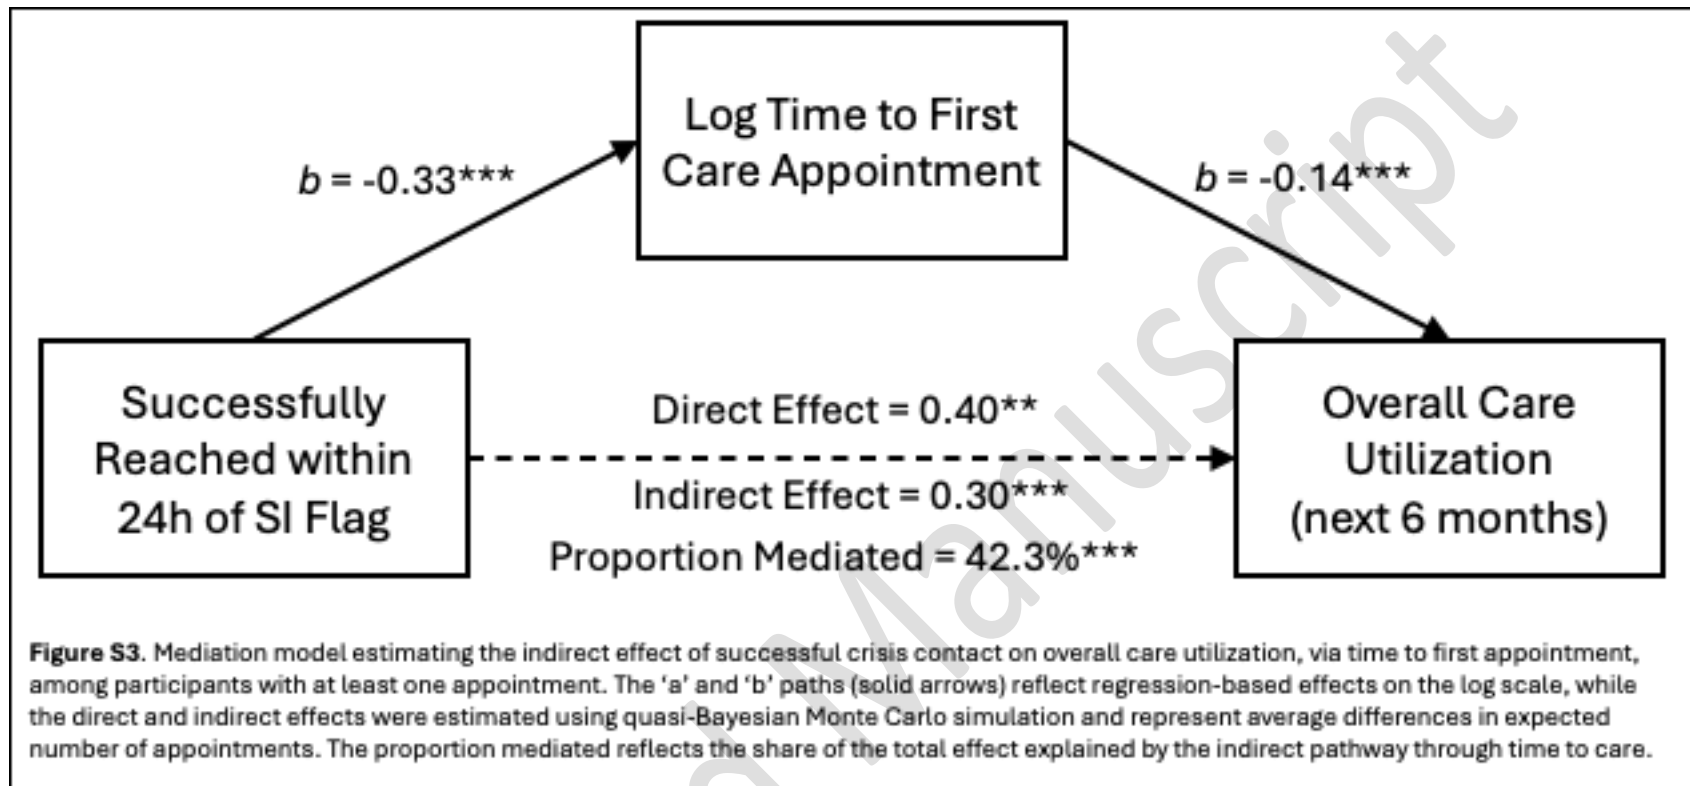 Log Time to First
Care Appointment
b = -0.33***
b = -0.14***
Successfully
Reached within
24h of SI Flag
Direct Effect = 0.40**
Indirect Effect = 0.30***
Proportion Mediated = 42.3%***
Overall Care
Utilization
(next 6 months)
Figure S3. Mediation model estimating the indirect effect of successful crisis contact on overall care utilization, via time to first appointment,
among participants with at least one appointment. The ‘a’ and ‘b’ paths (solid arrows) reflect regression-based effects on the log scale, while
the direct and indirect effects were estimated using quasi-Bayesian Monte Carlo simulation and represent average differences in expected
number of appointments. The proportion mediated reflects the share of the total effect explained by the indirect pathway through time to care.
d Manuscript